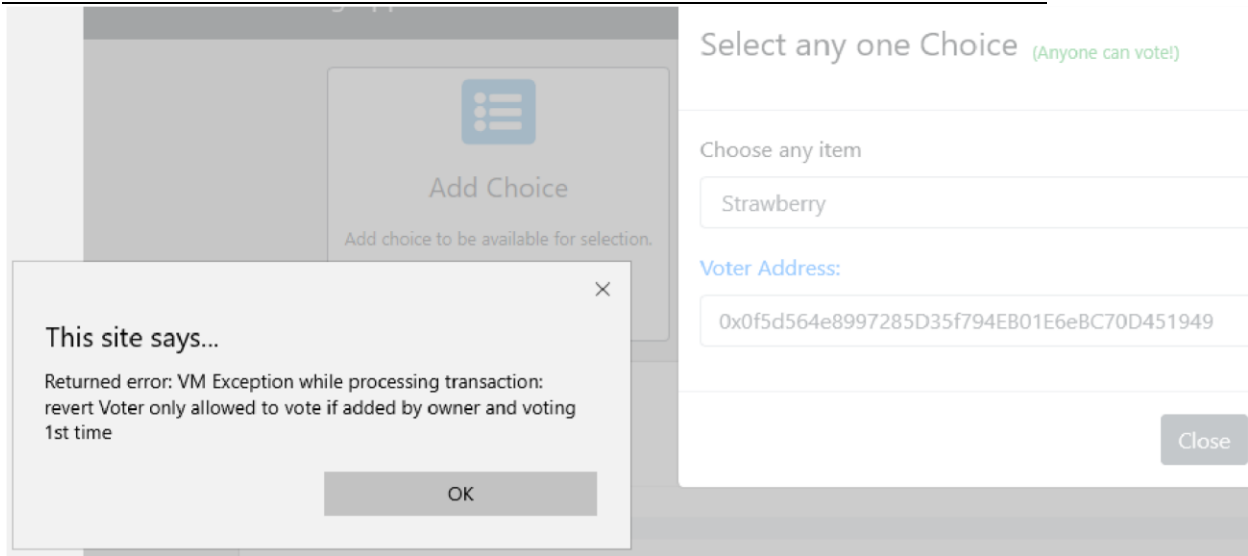 Select any one Choice (Anyone can vote!)
Add Choice
Add choice to be available for selection.
Choose any item
Strawberry
Voter Address:
0x0f5d564e8997285D35f794EB01E6eBC70D451949
Close
This site says...
Returned error: VM Exception while processing transaction:
revert Voter only allowed to vote if added by owner and voting
1st time
OK